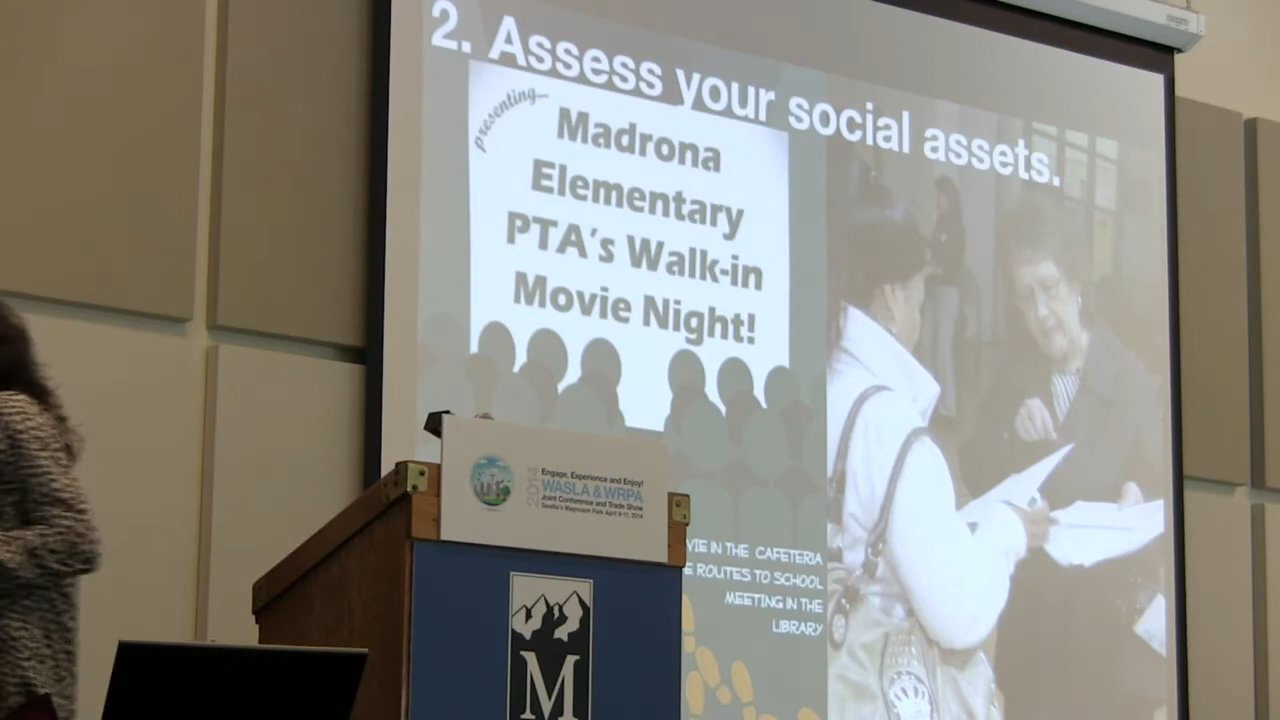 2. Assess your social assets.
presenting...
Madrona
Elementary
PTA's Walk-in
Movie Night!
VIE IN THE CAFETERIA
E ROUTES TO SCHOOL
MEETING IN THE
LIBRARY
2014
Engage, Experience and Enjoy!
WASLA & WRPA
Joint Conference and Trade Show
Seattle's Magnuson Park April 8-11, 2014
M